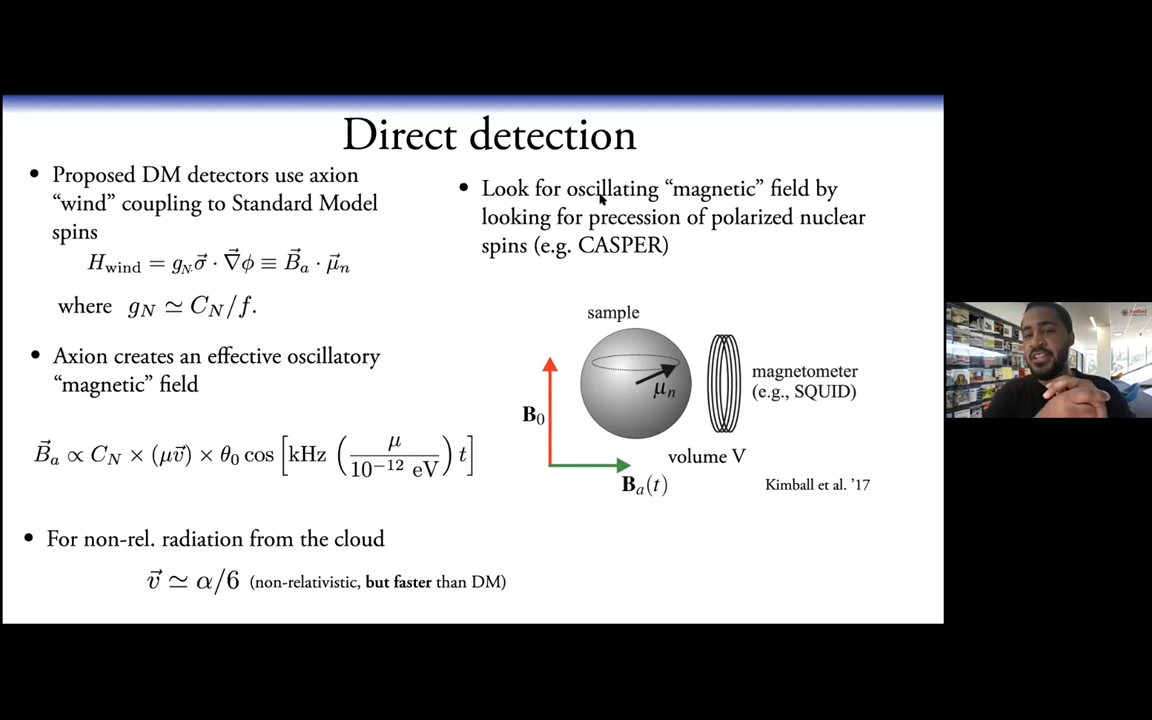 Direct detection
• Proposed DM detectors use axion
“wind” coupling to Standard Model
spins
H_wind = g_N σ⃗ · ∇⃗ϕ ≡ B⃗_a · μ⃗_n
where g_N ≃ C_N/f.
• Axion creates an effective oscillatory
“magnetic” field
B⃗_a ∝ C_N × (μv⃗) × θ_0 cos [kHz (μ / 10^{-12} eV) t]
• For non-rel. radiation from the cloud
v⃗ ≃ α/6 (non-relativistic, but faster than DM)
• Look for oscillating “magnetic” field by
looking for precession of polarized nuclear
spins (e.g. CASPER)
sample
μ_n
magnetometer
(e.g., SQUID)
B_0
volume V
B_a(t)
Kimball et al. ’17